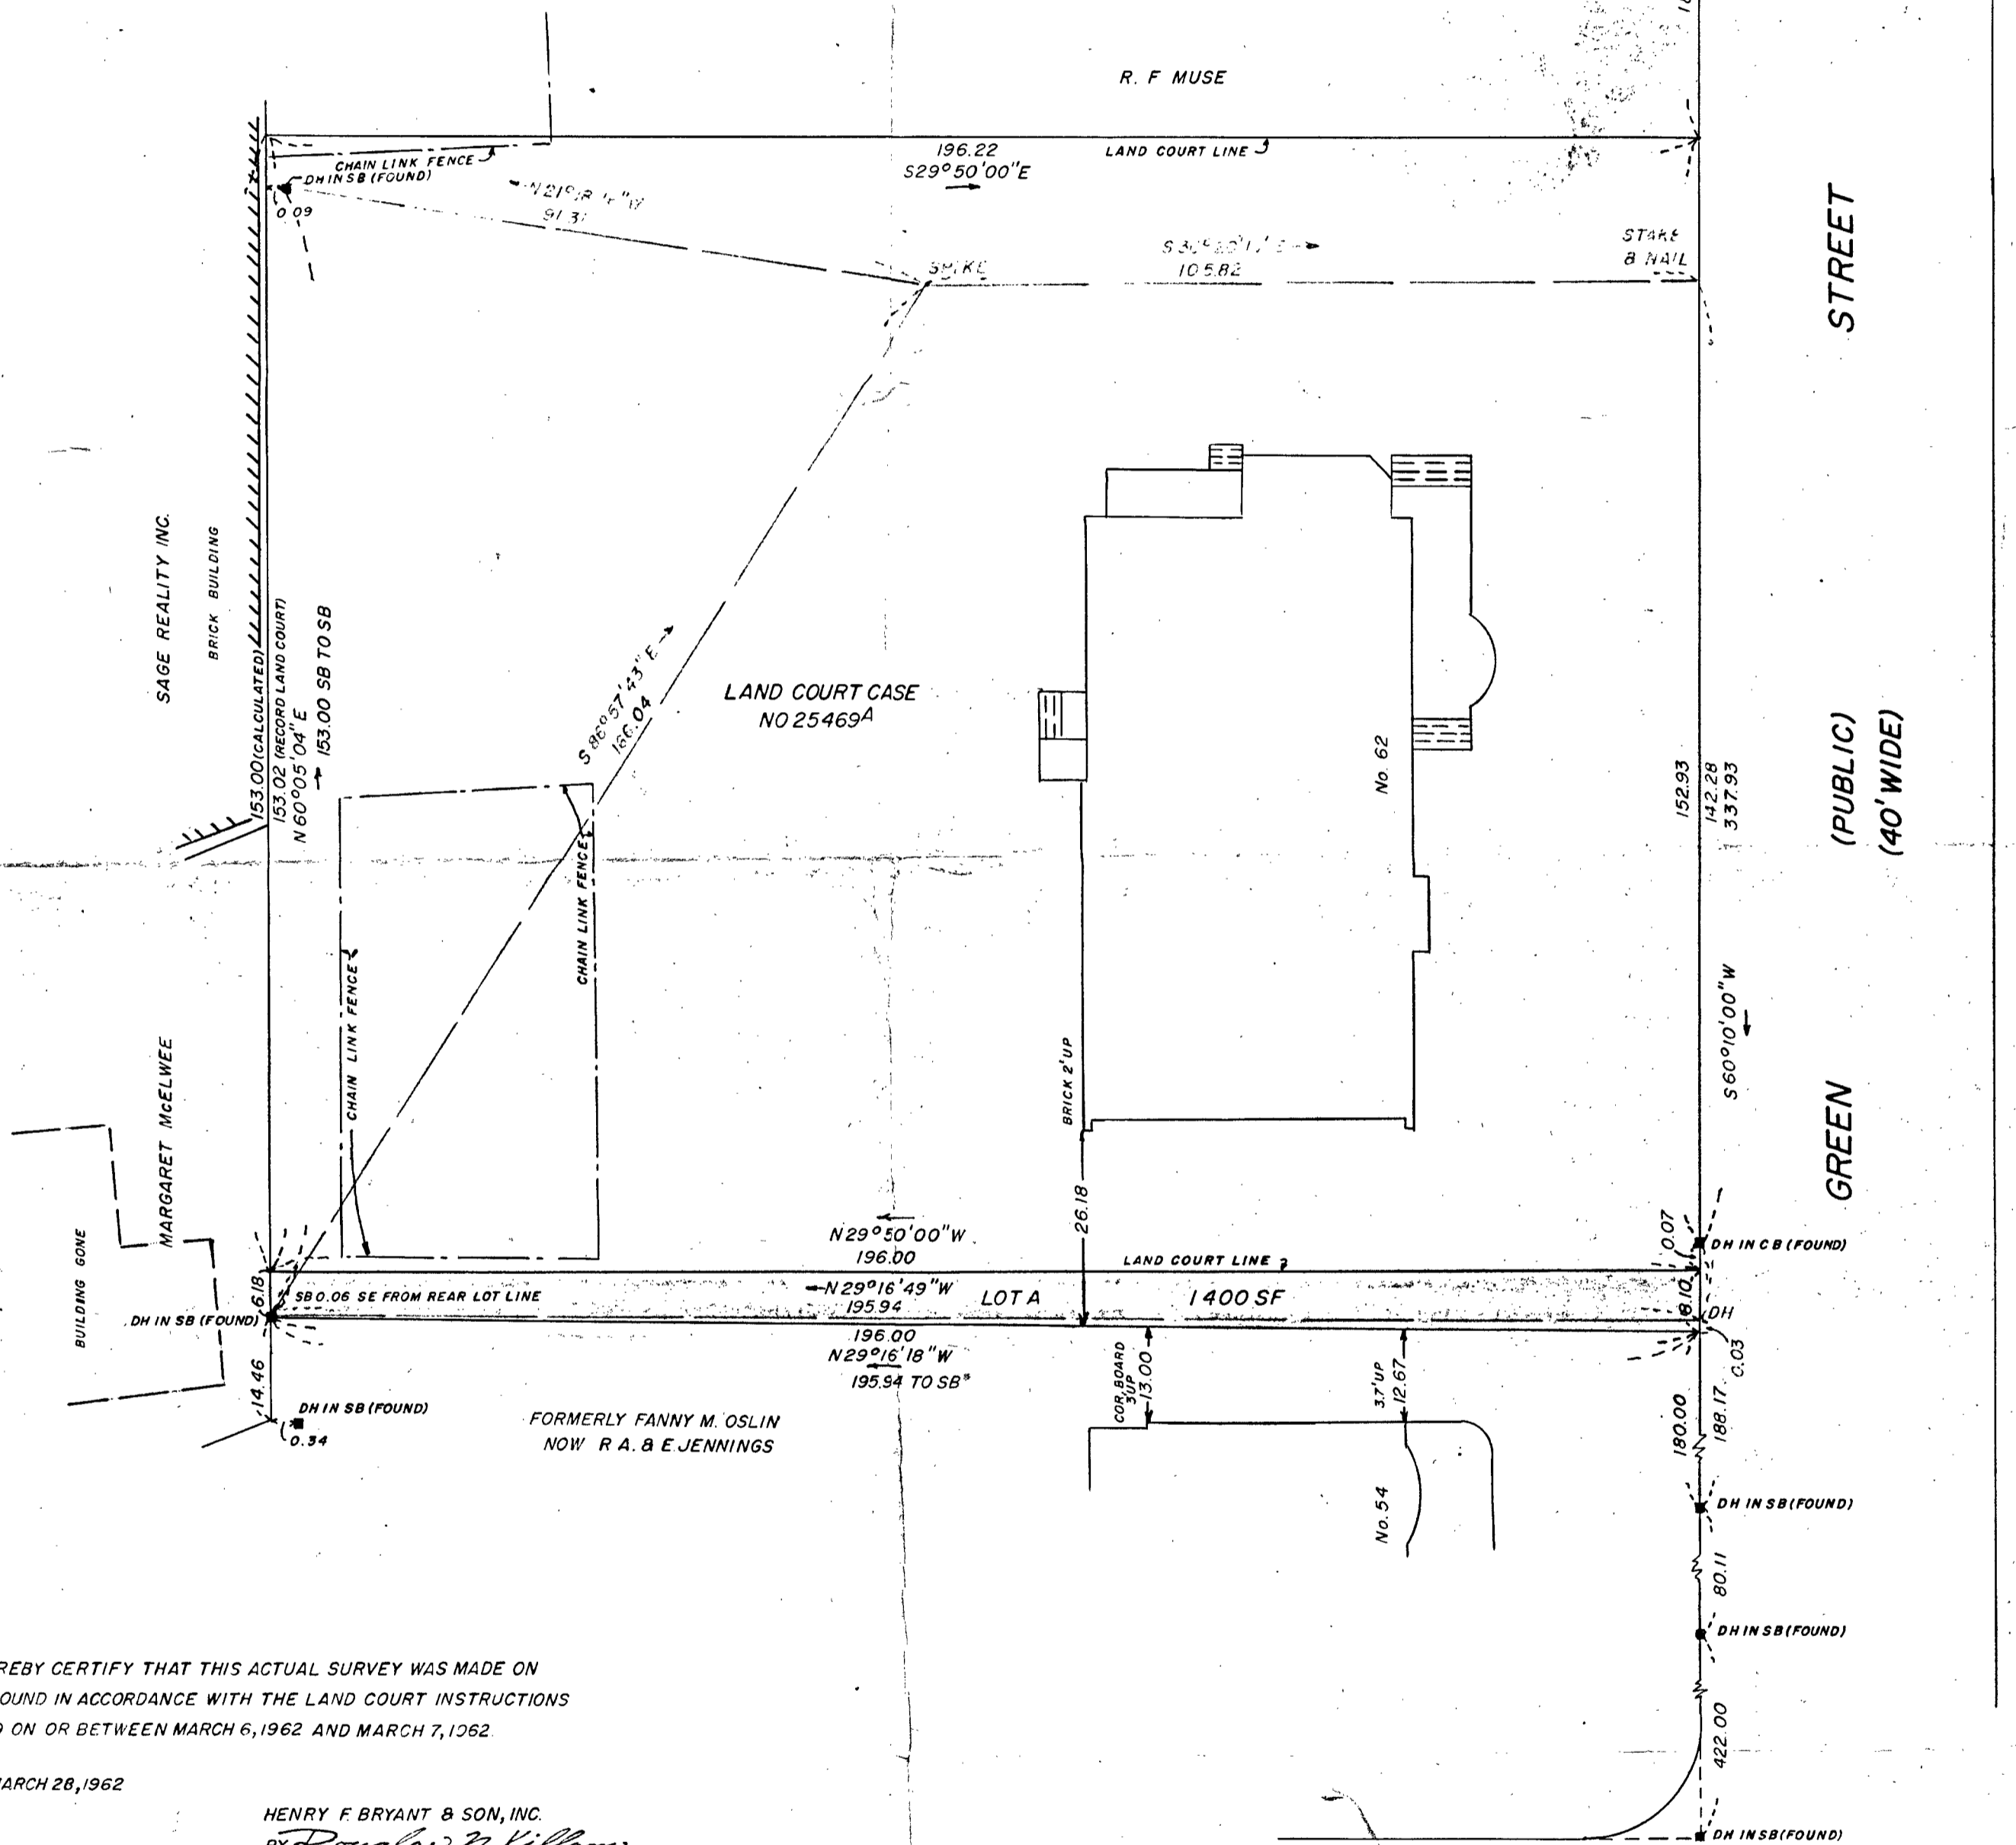 R. F MUSE
CHAIN LINK FENCE
DH IN SB (FOUND)
0.09
196.22
S29°50'00"E
LAND COURT LINE
SPIKE
105.82
STAKE
& NAIL
STREET
(PUBLIC)
(40' WIDE)
GREEN
SAGE REALITY INC.
BRICK BUILDING
153.00 (CALCULATED)
153.02 (RECORD LAND COURT)
N 60°05'04" E
153.00 SB TO SB
S 86°57'43" E
166.04
LAND COURT CASE
NO 25469A
No. 62
152.93
142.28
337.93
S 60°10'00" W
CHAIN LINK FENCE
CHAIN LINK FENCE
BRICK 2' UP
26.18
MARGARET McELWEE
BUILDING GONE
N 29°50'00" W
196.00
LAND COURT LINE
0.07
DH IN C B (FOUND)
6.18
SB 0.06 SE FROM REAR LOT LINE
N 29°16'49" W
195.94
LOT A
1400 SF
8.10
DH
DH IN SB (FOUND)
196.00
N 29°16'18" W
195.94 TO SB
0.03
14.46
DH IN SB (FOUND)
0.34
FORMERLY FANNY M. OSLIN
NOW R A. & E. JENNINGS
COR. BOARD
3' UP
13.00
3.7' UP
12.67
No. 54
180.00
188.17
DH IN SB (FOUND)
80.11
DH IN SB (FOUND)
422.00
DH IN SB (FOUND)
REBY CERTIFY THAT THIS ACTUAL SURVEY WAS MADE ON
OUND IN ACCORDANCE WITH THE LAND COURT INSTRUCTIONS
ON OR BETWEEN MARCH 6, 1962 AND MARCH 7, 1962.
ARCH 28, 1962
HENRY F. BRYANT & SON, INC.
BY